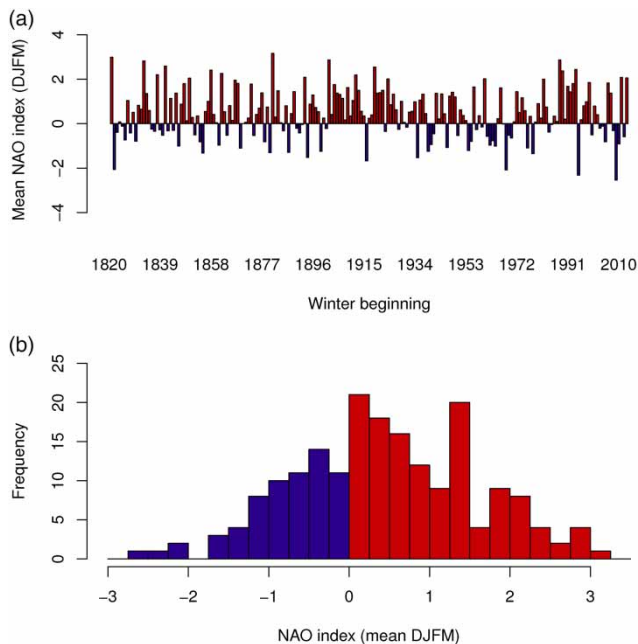 (a)
Mean NAO index (DJFM)
4
2
0
−2
−4
1820 1839 1858 1877 1896 1915 1934 1953 1972 1991 2010
Winter beginning
(b)
Frequency
25
20
15
10
5
0
−3 −2 −1 0 1 2 3
NAO index (mean DJFM)